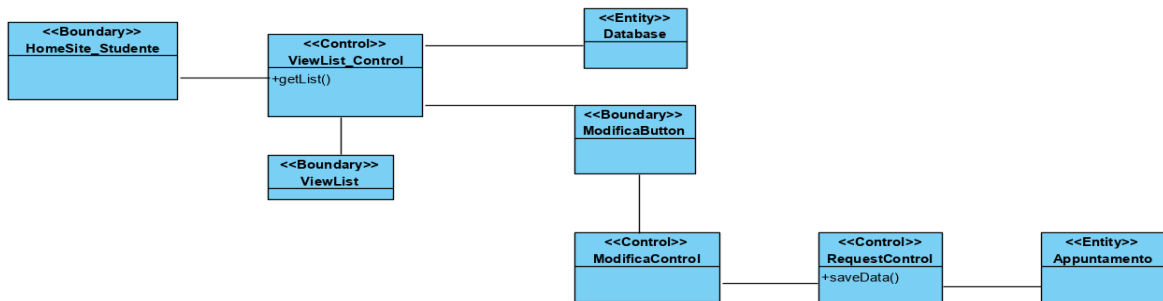 <<Boundary>>
HomeSite_Studente
<<Control>>
ViewList_Control
+getList()
<<Entity>>
Database
<<Boundary>>
ModificaButton
<<Boundary>>
ViewList
<<Control>>
ModificaControl
<<Control>>
RequestControl
+saveData()
<<Entity>>
Appuntamento